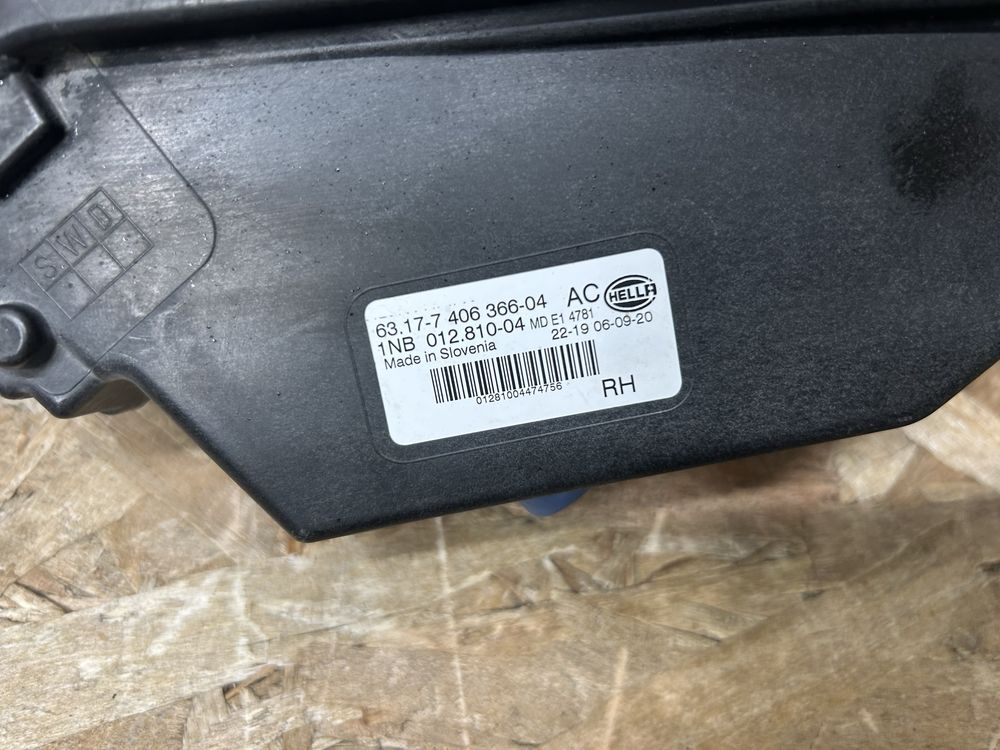 SWD
63.17-7 406 366-04 AC HELLA
1NB 012.810-04 MD E1 4781
Made in Slovenia 22-19 06-09-20
01281004474756
RH